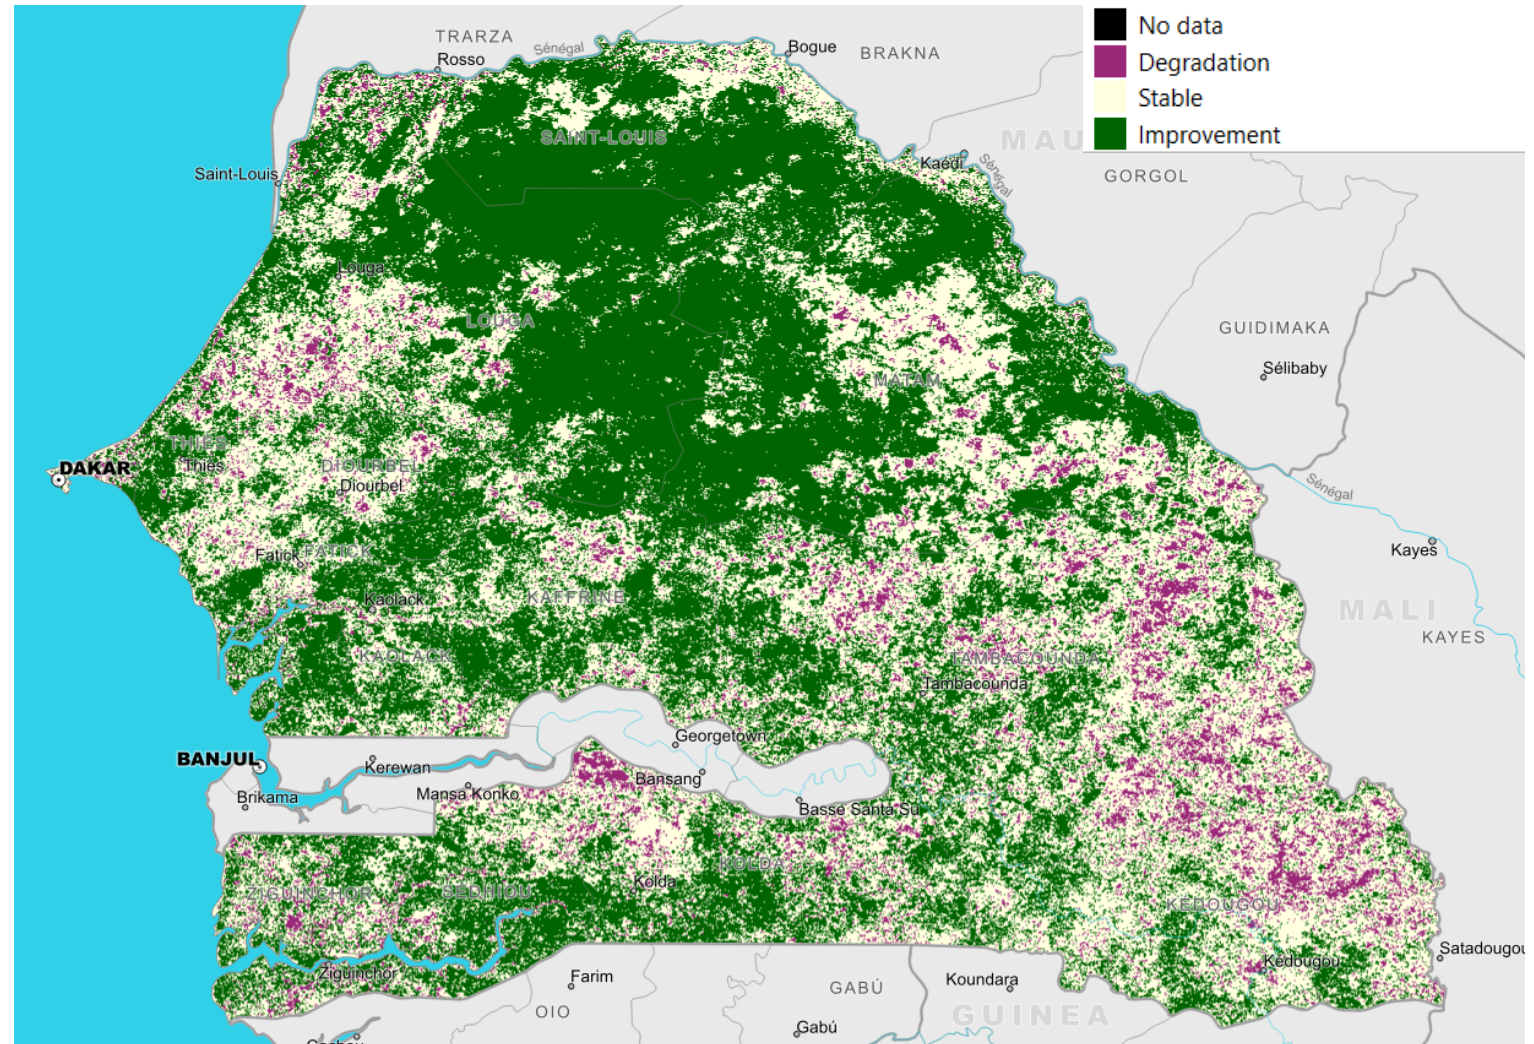 No data
Degradation
Stable
Improvement
TRARZA
Rosso
Sénégal
Bogue
BRAKNA
MAU
SAINT-LOUIS
Kaédi
Sénégal
GORGOL
Saint-Louis
Louga
LOUGA
GUIDIMAKA
Sélibaby
MATAM
THIES
Thies
DAKAR
DIOURBEL
Diourbel
Sénégal
Kayes
Fatick
FATICK
KAFFRINE
Kaolack
MALI
KAYES
KAOLACK
TAMBACOUNDA
Tambacounda
Georgetown
BANJUL
Kerewan
Bansang
Brikama
Mansa Konko
Basse Santa Su
KOLDA
ZIGUINCHOR
SEDHIOU
Kolda
KEDOUGOU
Satadougou
Ziguinchor
Farim
Kedougou
Koundara
OIO
GABÚ
GUINEA
Gabú